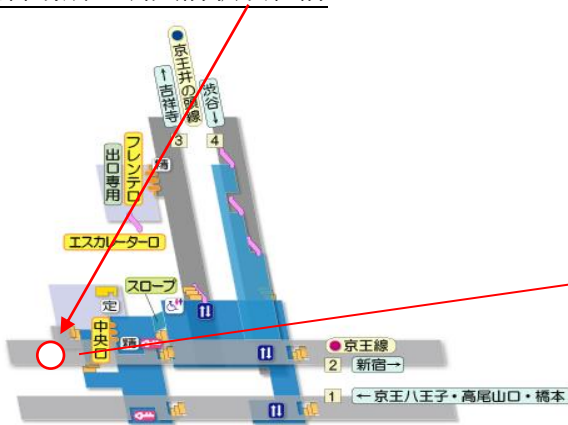 京王井の頭線
↑吉祥寺
渋谷↓
3
4
フレンテ口
出口専用
精
エスカレーター口
スロープ
定
中央口
精
●京王線
2 新宿→
1 ←京王八王子・高尾山口・橋本